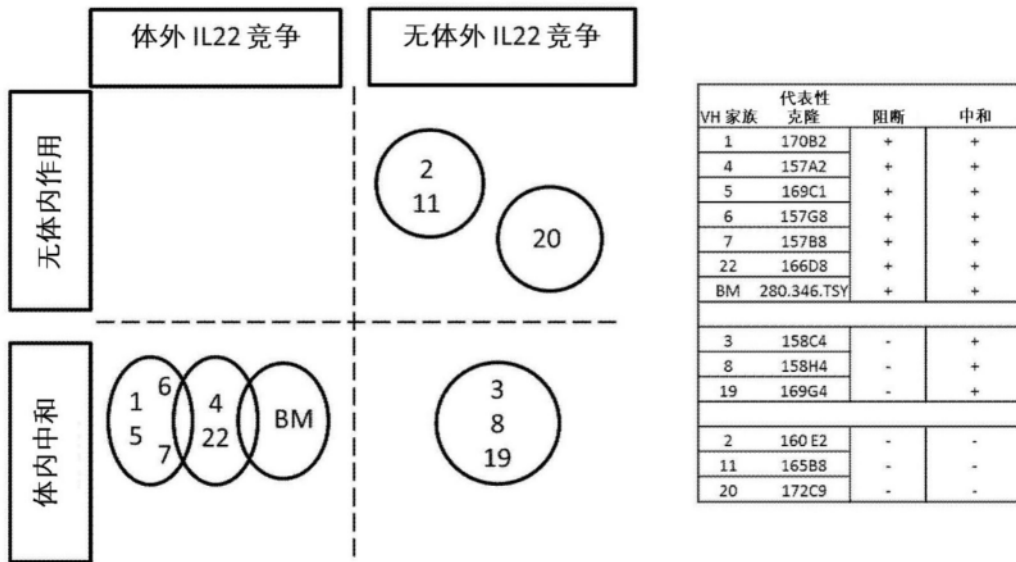 体外 IL22 竞争
无体外 IL22 竞争
无体内作用
2
11
20
体内中和
1
6
5
7
4
22
BM
3
8
19
VH 家族 代表性克隆 阻断 中和
1 170B2 + +
4 157A2 + +
5 169C1 + +
6 157G8 + +
7 157B8 + +
22 166D8 + +
BM 280.346.TSY + +
3 158C4 - +
8 158H4 - +
19 169G4 - +
2 160 E2 - -
11 165B8 - -
20 172C9 - -